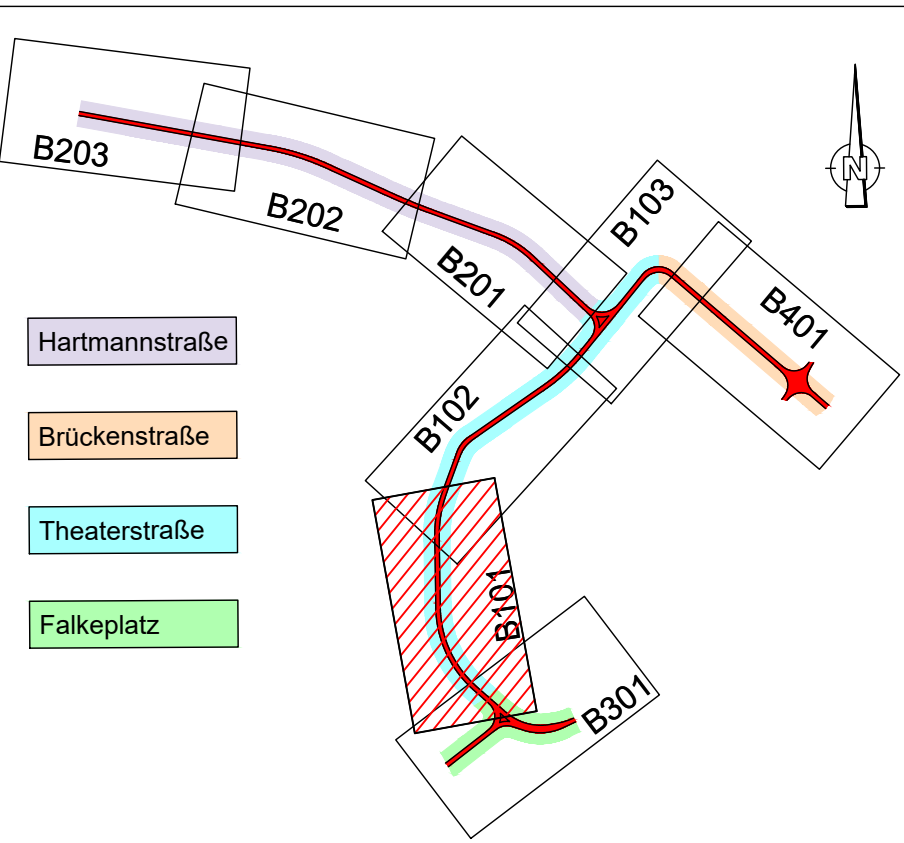 B203
B202
B201
B103
B401
N
Hartmannstraße
Brückenstraße
Theaterstraße
Falkeplatz
B102
B101
B301